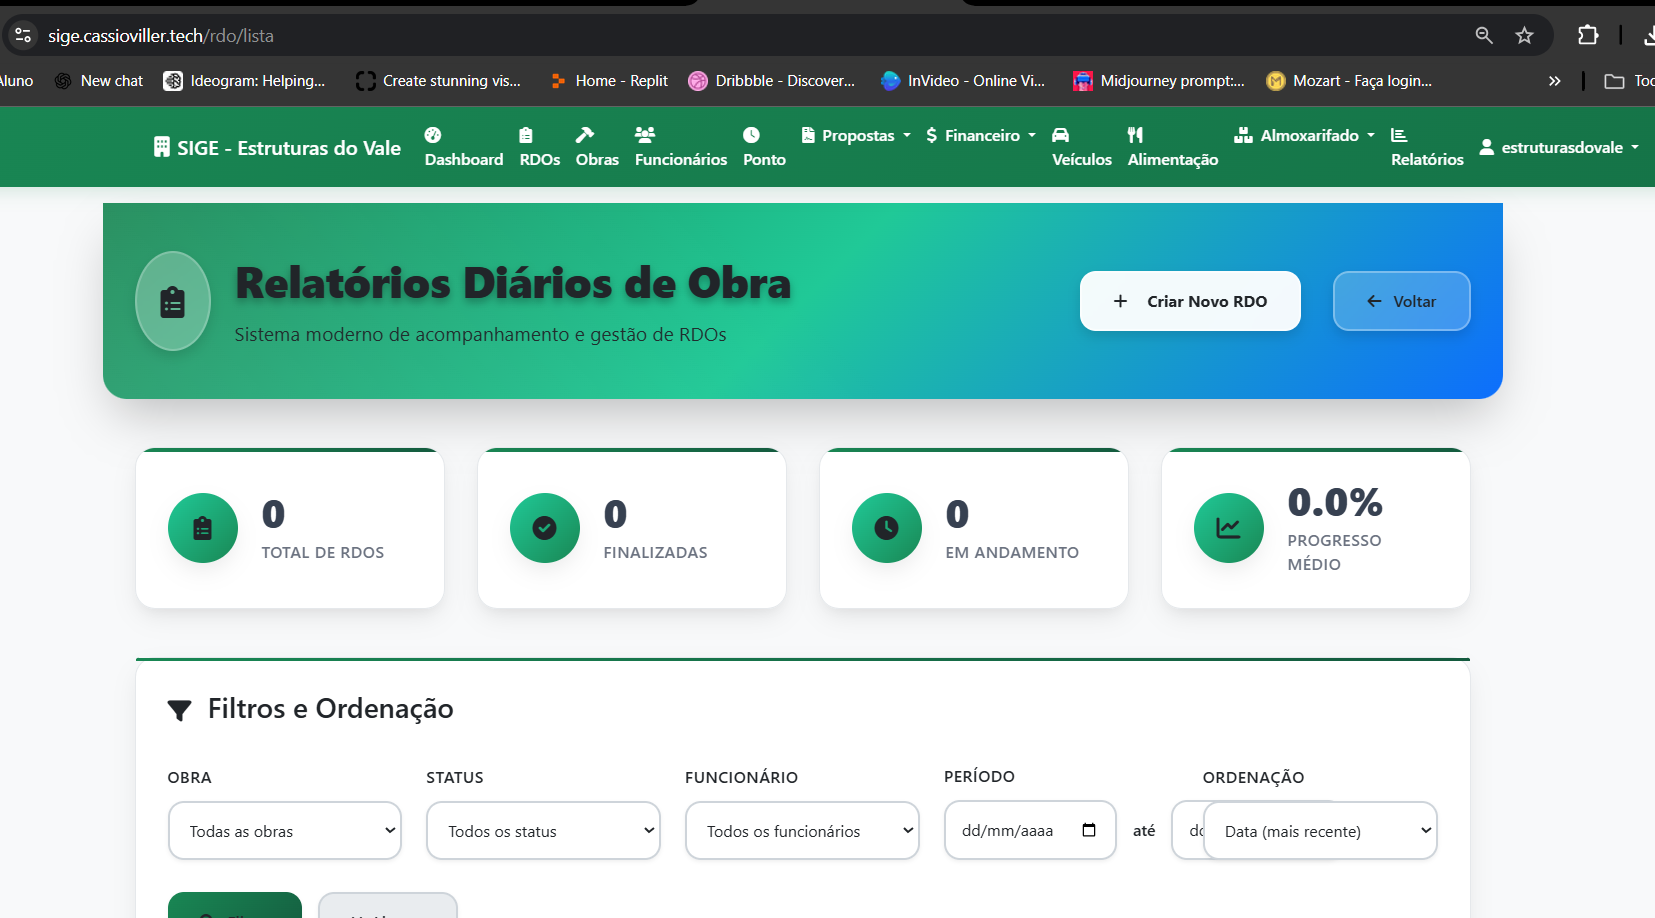 sige.cassioviller.tech/rdo/lista
Aluno
New chat
Ideogram: Helping...
Create stunning vis...
Home - Replit
Dribbble - Discover...
InVideo - Online Vi...
Midjourney prompt:...
Mozart - Faça login...
SIGE - Estruturas do Vale
Dashboard
RDOs
Obras
Funcionários
Ponto
Propostas
Financeiro
Veículos
Alimentação
Almoxarifado
Relatórios
estruturasdovale
Relatórios Diários de Obra
Sistema moderno de acompanhamento e gestão de RDOs
+ Criar Novo RDO
Voltar
0
TOTAL DE RDOS
0
FINALIZADAS
0
EM ANDAMENTO
0.0%
PROGRESSO
MÉDIO
Filtros e Ordenação
OBRA
STATUS
FUNCIONÁRIO
PERÍODO
ORDENAÇÃO
Todas as obras
Todos os status
Todos os funcionários
dd/mm/aaaa
até
Data (mais recente)